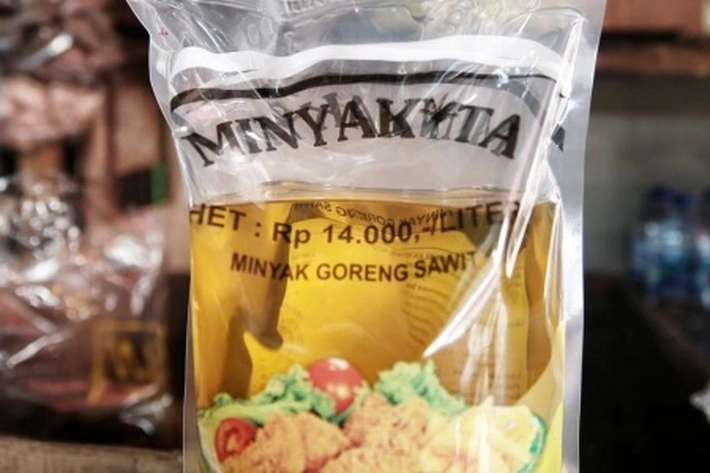 MINYAKITA
HET : Rp 14.000,-/LITER
MINYAK GORENG SAWIT